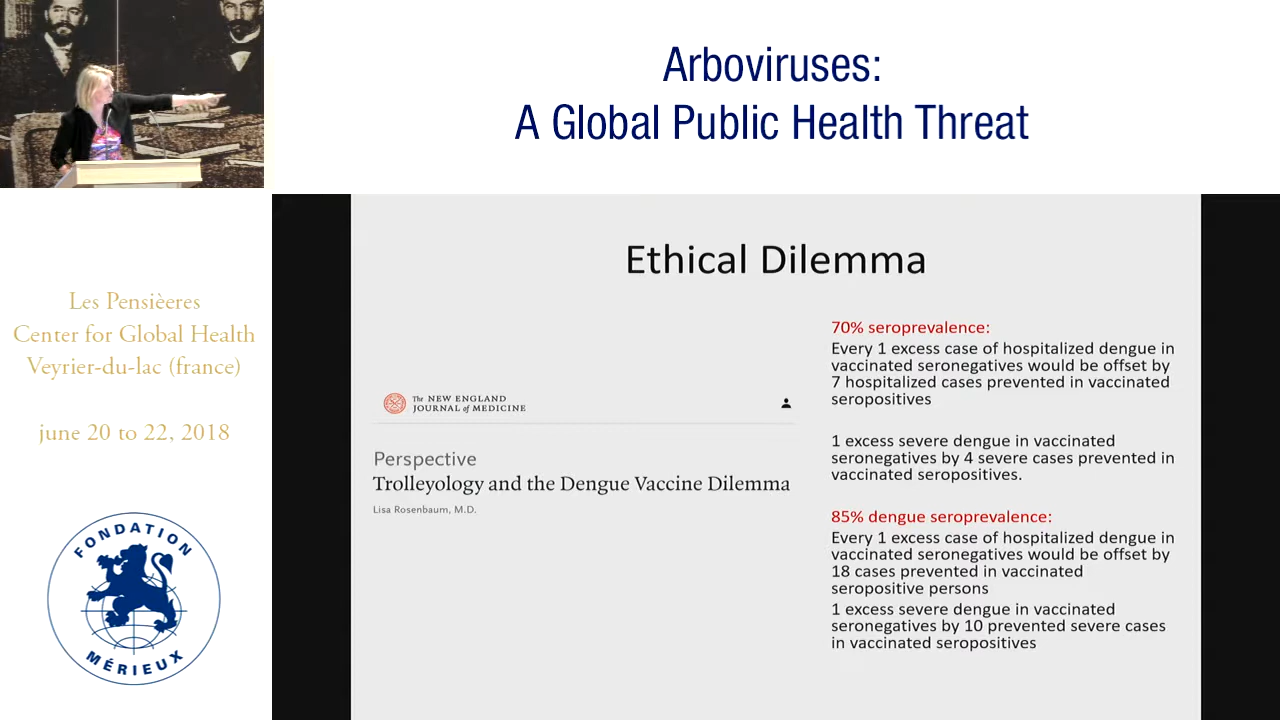 Arboviruses:
A Global Public Health Threat
Les Pensièeres
Center for Global Health
Veyrier-du-lac (france)
june 20 to 22, 2018
FONDATION
MÉRIEUX
Ethical Dilemma
The NEW ENGLAND
JOURNAL of MEDICINE
Perspective
Trolleyology and the Dengue Vaccine Dilemma
Lisa Rosenbaum, M.D.
70% seroprevalence:
Every 1 excess case of hospitalized dengue in
vaccinated seronegatives would be offset by
7 hospitalized cases prevented in vaccinated
seropositives
1 excess severe dengue in vaccinated
seronegatives by 4 severe cases prevented in
vaccinated seropositives.
85% dengue seroprevalence:
Every 1 excess case of hospitalized dengue in
vaccinated seronegatives would be offset by
18 cases prevented in vaccinated
seropositive persons
1 excess severe dengue in vaccinated
seronegatives by 10 prevented severe cases
in vaccinated seropositives